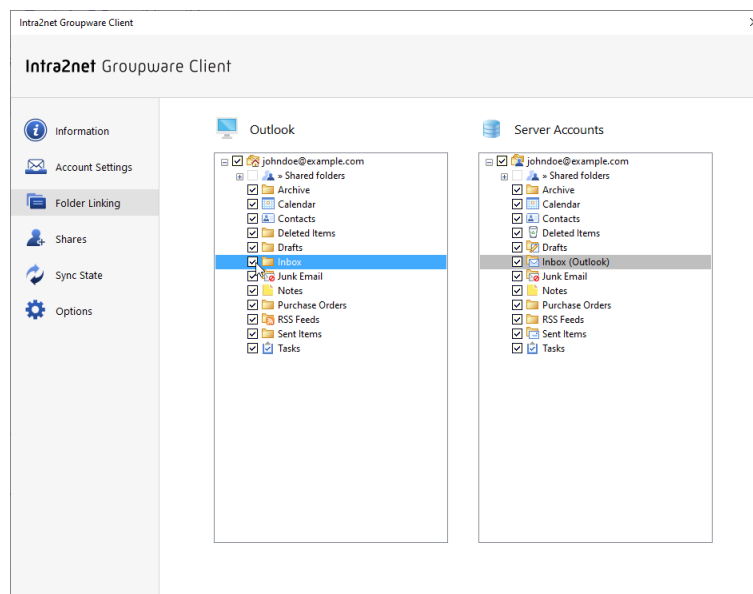 Intra2net Groupware Client
Intra2net Groupware Client
Information
Account Settings
Folder Linking
Shares
Sync State
Options
Outlook
johndoe@example.com
» Shared folders
Archive
Calendar
Contacts
Deleted Items
Drafts
Inbox
Junk Email
Notes
Purchase Orders
RSS Feeds
Sent Items
Tasks
Server Accounts
johndoe@example.com
» Shared folders
Archive
Calendar
Contacts
Deleted Items
Drafts
Inbox (Outlook)
Junk Email
Notes
Purchase Orders
RSS Feeds
Sent Items
Tasks